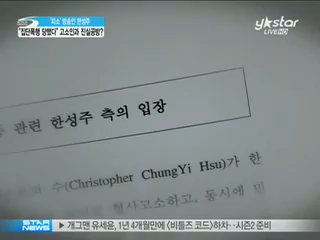 '피소' 방송인 한성주
ystar
LIVE HD
"집단폭행 당했다" 고소인과 진실공방?
관련 한성주 측의 입장
수(Christopher ChungYi Hsu)가 한
형사고소하고, 동시에 민
STAR NEWS
▷ 개그맨 유세윤, 1년 4개월만에 <비틀즈 코드>하차…시즌2 준비